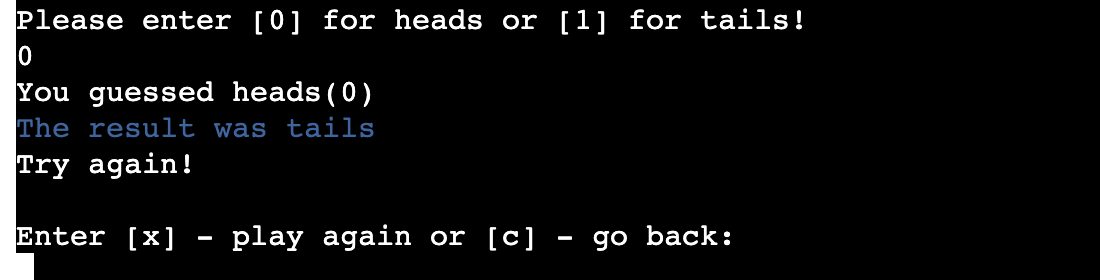 Please enter [0] for heads or [1] for tails!
0
You guessed heads(0)
The result was tails
Try again!
Enter [x] - play again or [c] - go back: